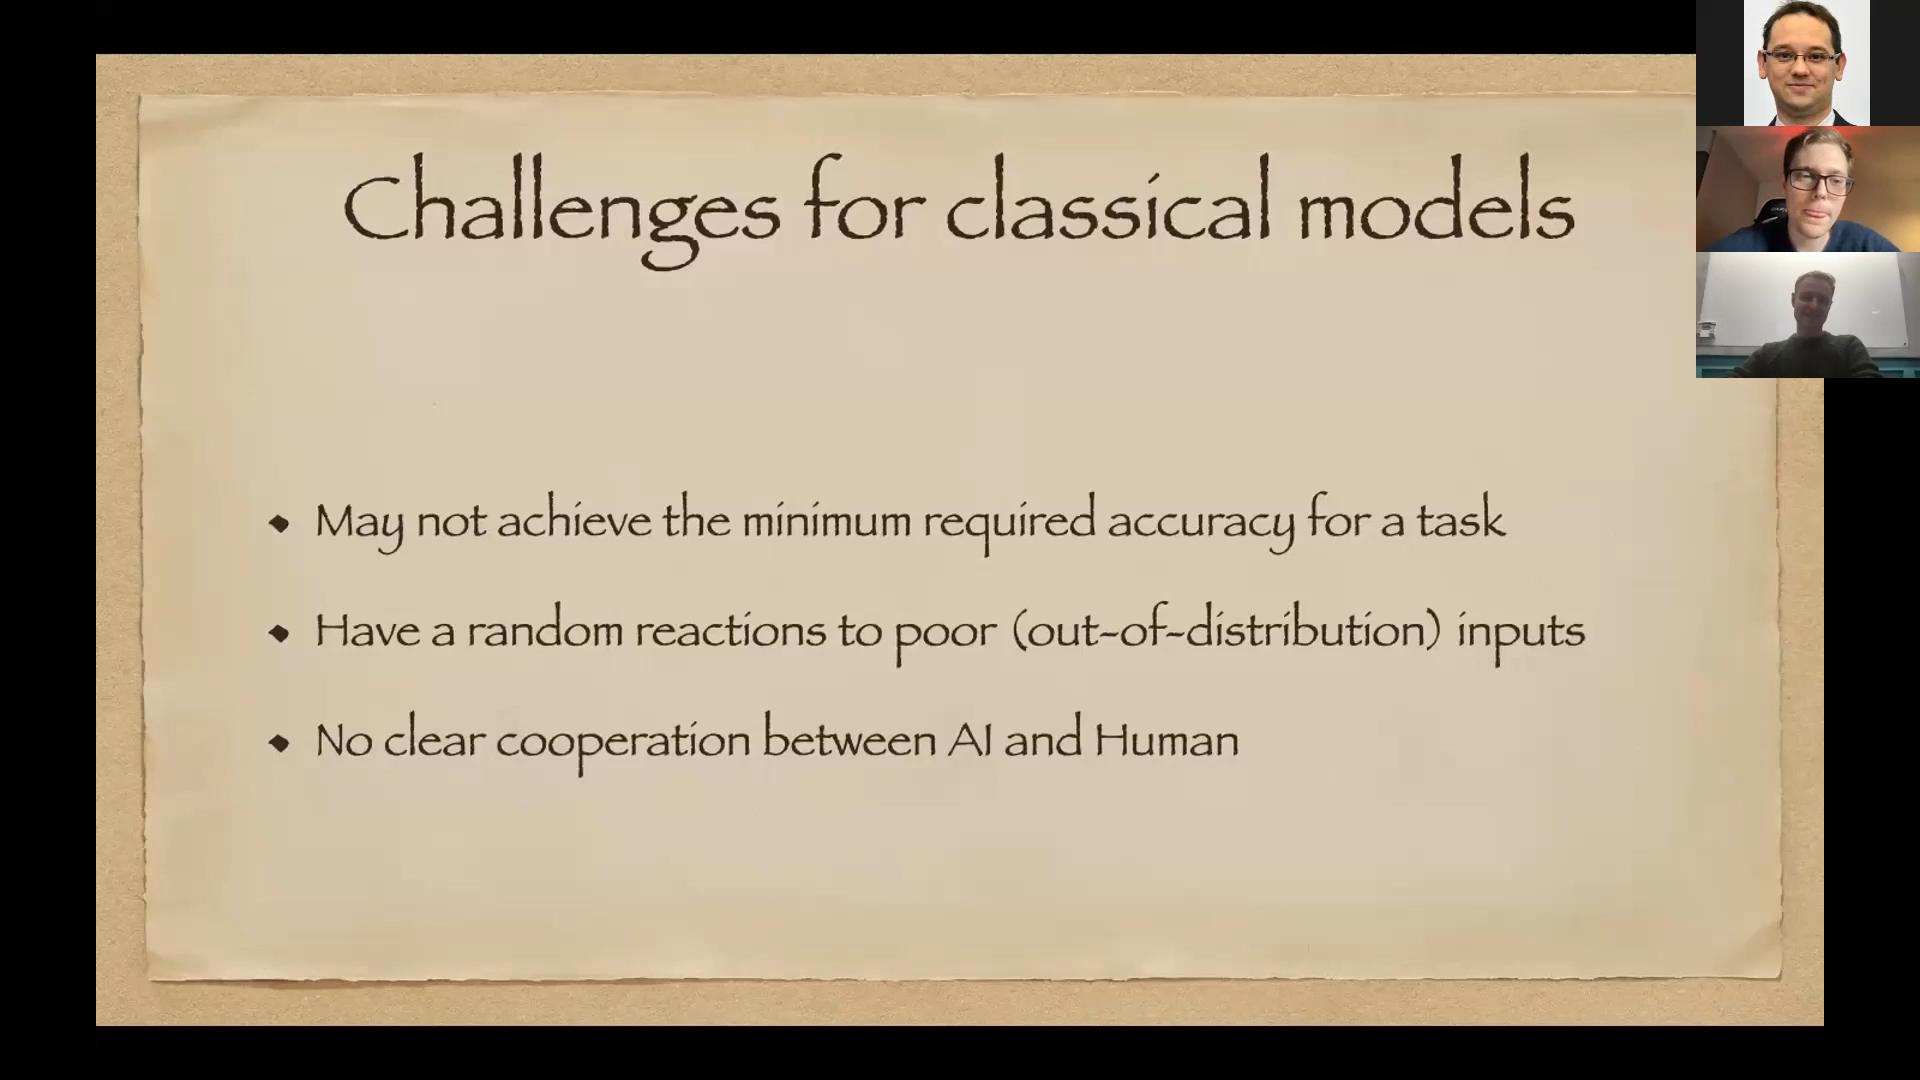 Challenges for classical models
May not achieve the minimum required accuracy for a task
Have a random reactions to poor (out-of-distribution) inputs
No clear cooperation between AI and Human